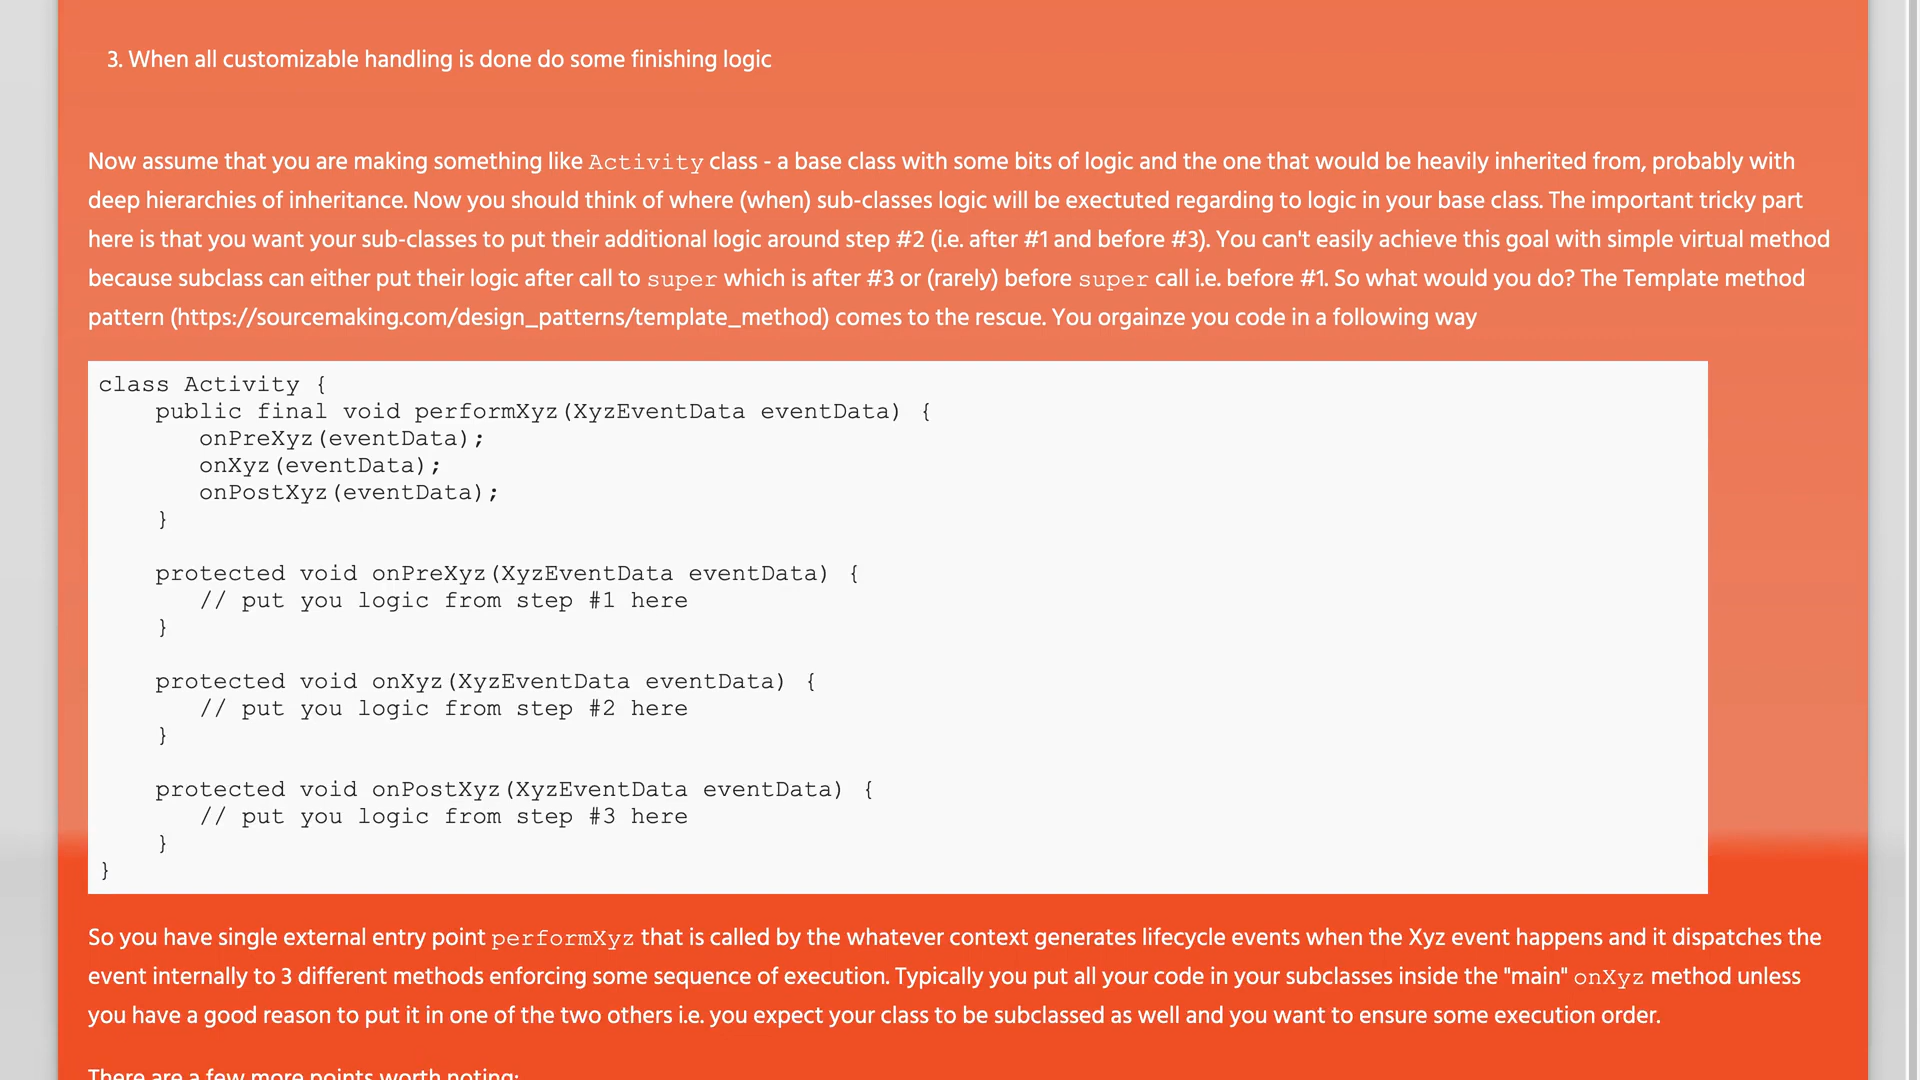 3. When all customizable handling is done do some finishing logic
Now assume that you are making something like Activity class - a base class with some bits of logic and the one that would be heavily inherited from, probably with
deep hierarchies of inheritance. Now you should think of where (when) sub-classes logic will be exectuted regarding to logic in your base class. The important tricky part
here is that you want your sub-classes to put their additional logic around step #2 (i.e. after #1 and before #3). You can't easily achieve this goal with simple virtual method
because subclass can either put their logic after call to super which is after #3 or (rarely) before super call i.e. before #1. So what would you do? The Template method
pattern (https://sourcemaking.com/design_patterns/template_method) comes to the rescue. You orgainze you code in a following way
class Activity {
    public final void performXyz(XyzEventData eventData) {
       onPreXyz(eventData);
       onXyz(eventData);
       onPostXyz(eventData);
    }
    protected void onPreXyz(XyzEventData eventData) {
       // put you logic from step #1 here
    }
    protected void onXyz(XyzEventData eventData) {
       // put you logic from step #2 here
    }
    protected void onPostXyz(XyzEventData eventData) {
       // put you logic from step #3 here
    }
}
So you have single external entry point performXyz that is called by the whatever context generates lifecycle events when the Xyz event happens and it dispatches the
event internally to 3 different methods enforcing some sequence of execution. Typically you put all your code in your subclasses inside the "main" onXyz method unless
you have a good reason to put it in one of the two others i.e. you expect your class to be subclassed as well and you want to ensure some execution order.
There are a few more points worth noting: